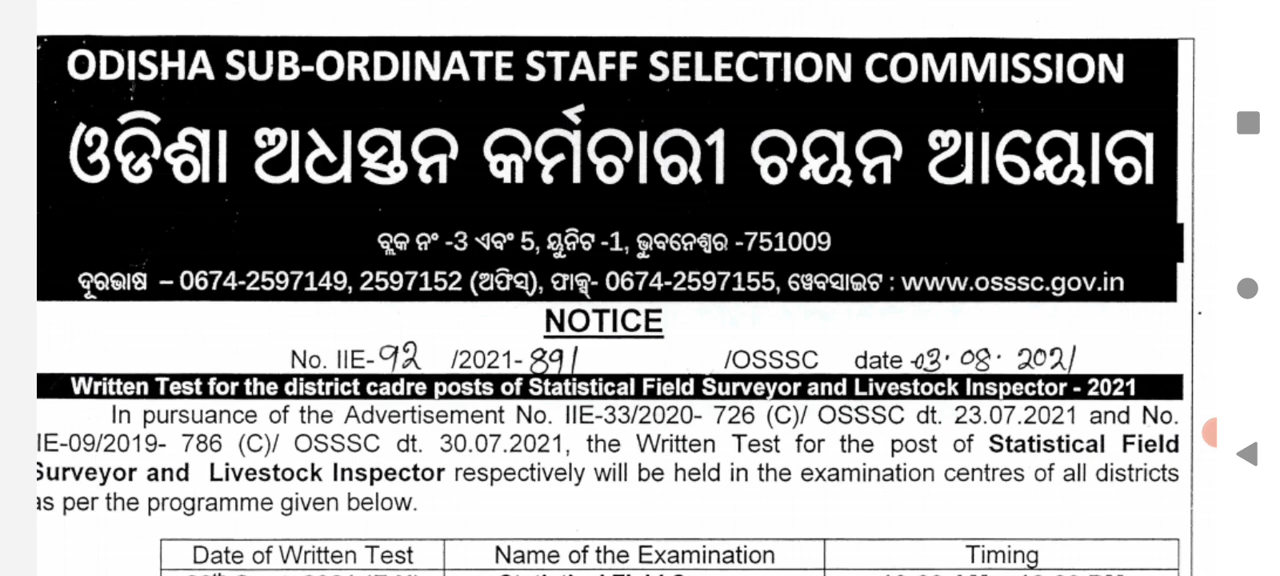 ODISHA SUB-ORDINATE STAFF SELECTION COMMISSION
ଓଡିଶା ଅଧସ୍ତନ କର୍ମଚାରୀ ଚୟନ ଆୟୋଗ
ବ୍ଲକ ନଂ -3 ଏବଂ 5, ୟୁନିଟ -1, ଭୁବନେଶ୍ୱର -751009
ଦୂରଭାଷ – 0674-2597149, 2597152 (ଅଫିସ୍), ଫାକ୍ସ- 0674-2597155, ୱେବସାଇଟ : www.osssc.gov.in
NOTICE
No. IIE-92 /2021-891 /OSSSC date 03.08.2021
Written Test for the district cadre posts of Statistical Field Surveyor and Livestock Inspector - 2021
In pursuance of the Advertisement No. IIE-33/2020- 726 (C)/ OSSSC dt. 23.07.2021 and No.
IE-09/2019- 786 (C)/ OSSSC dt. 30.07.2021, the Written Test for the post of Statistical Field
Surveyor and Livestock Inspector respectively will be held in the examination centres of all districts
as per the programme given below.
Date of Written Test Name of the Examination Timing